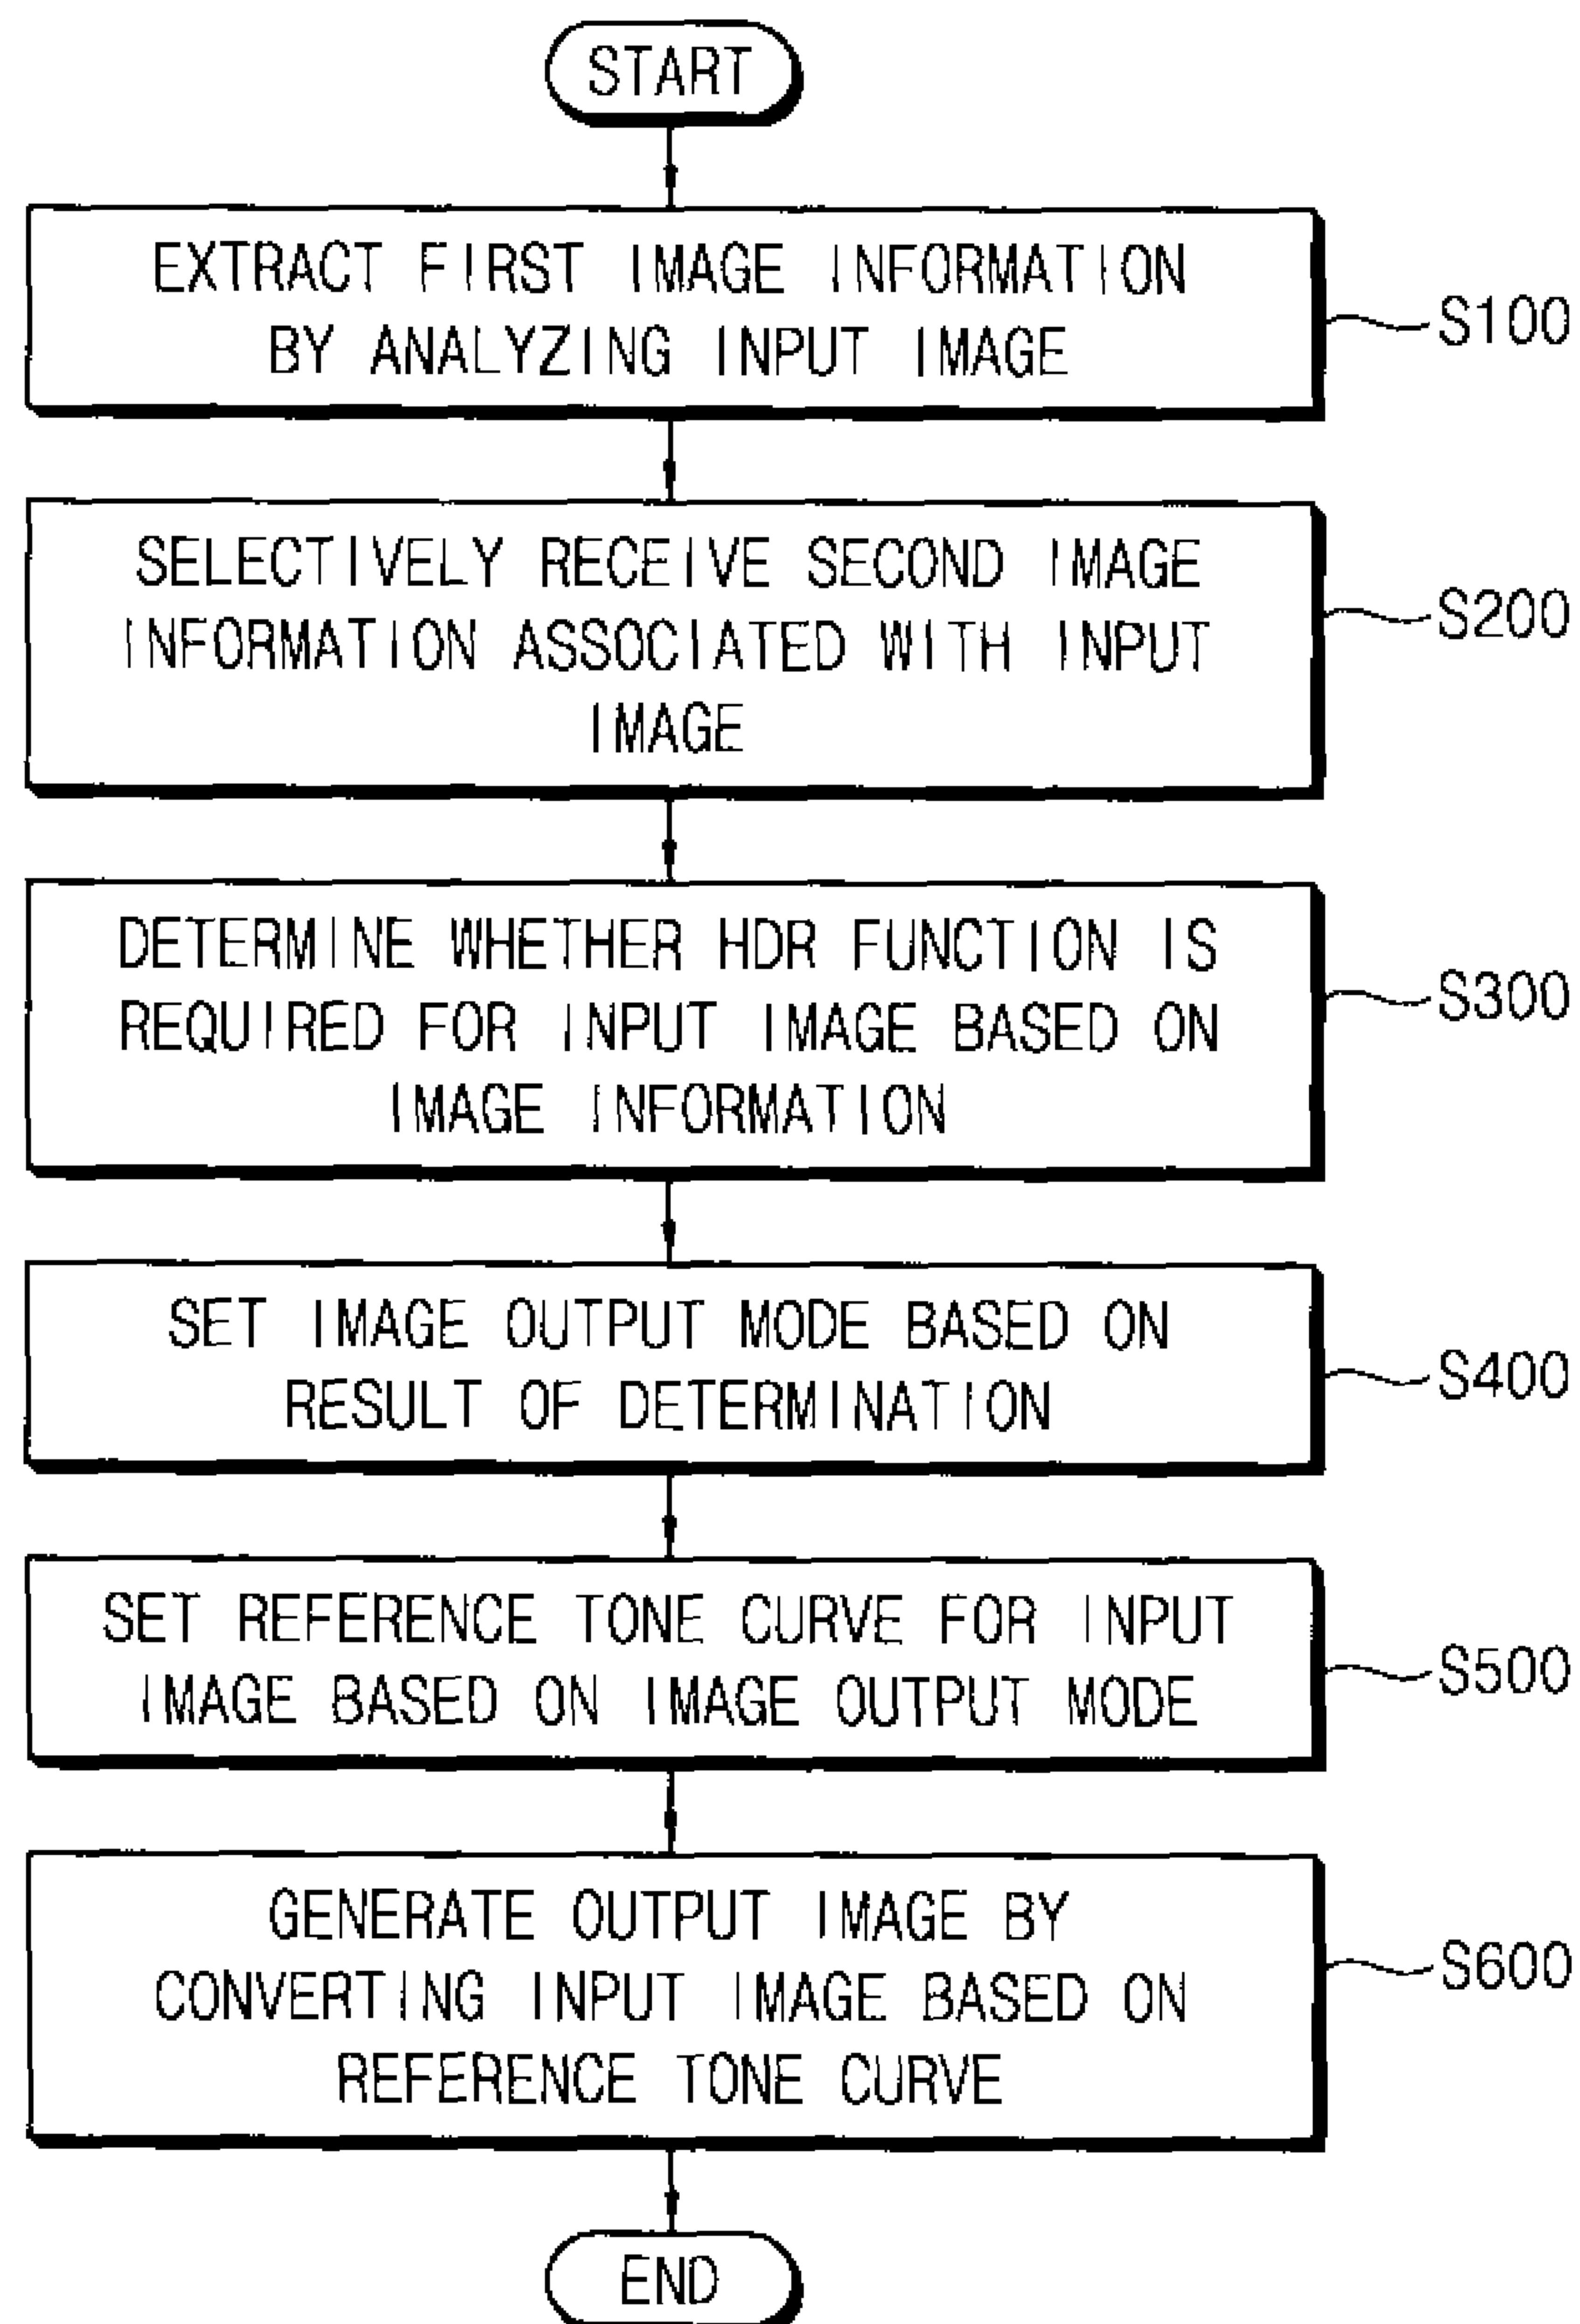 START
EXTRACT FIRST IMAGE INFORMATION
BY ANALYZING INPUT IMAGE
S100
SELECTIVELY RECEIVE SECOND IMAGE
INFORMATION ASSOCIATED WITH INPUT
IMAGE
S200
DETERMINE WHETHER HDR FUNCTION IS
REQUIRED FOR INPUT IMAGE BASED ON
IMAGE INFORMATION
S300
SET IMAGE OUTPUT MODE BASED ON
RESULT OF DETERMINATION
S400
SET REFERENCE TONE CURVE FOR INPUT
IMAGE BASED ON IMAGE OUTPUT MODE
S500
GENERATE OUTPUT IMAGE BY
CONVERTING INPUT IMAGE BASED ON
REFERENCE TONE CURVE
S600
END